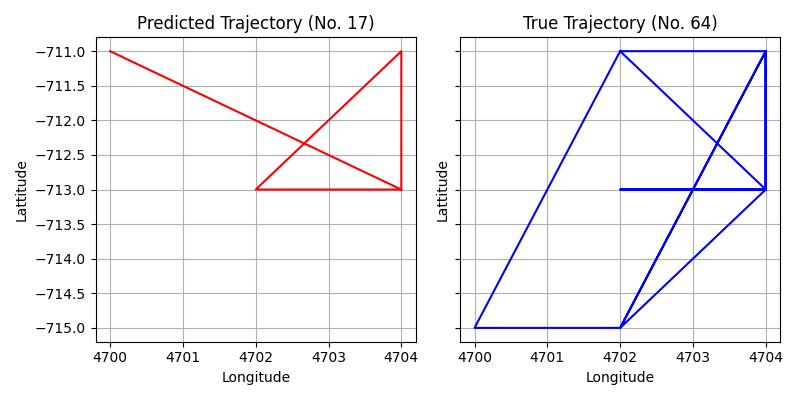 Predicted Trajectory (No. 17)
True Trajectory (No. 64)
−711.0
−711.5
−712.0
−712.5
−713.0
−713.5
−714.0
−714.5
−715.0
Lattitude
Lattitude
4700 4701 4702 4703 4704
4700 4701 4702 4703 4704
Longitude
Longitude